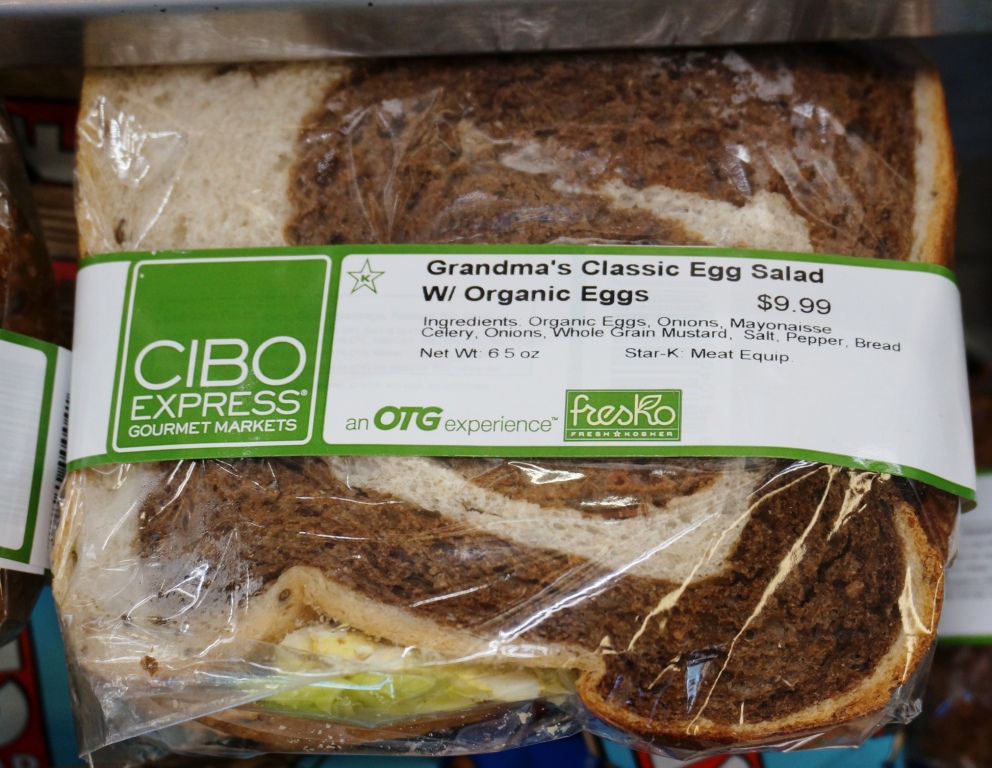 K
Grandma's Classic Egg Salad
W/ Organic Eggs $9.99
Ingredients. Organic Eggs, Onions, Mayonaisse
Celery, Onions, Whole Grain Mustard, Salt, Pepper, Bread
Net Wt: 6 5 oz Star-K: Meat Equip.
CIBO
EXPRESS®
GOURMET MARKETS
an OTG experience™
fresko
FRESH★KOSHER